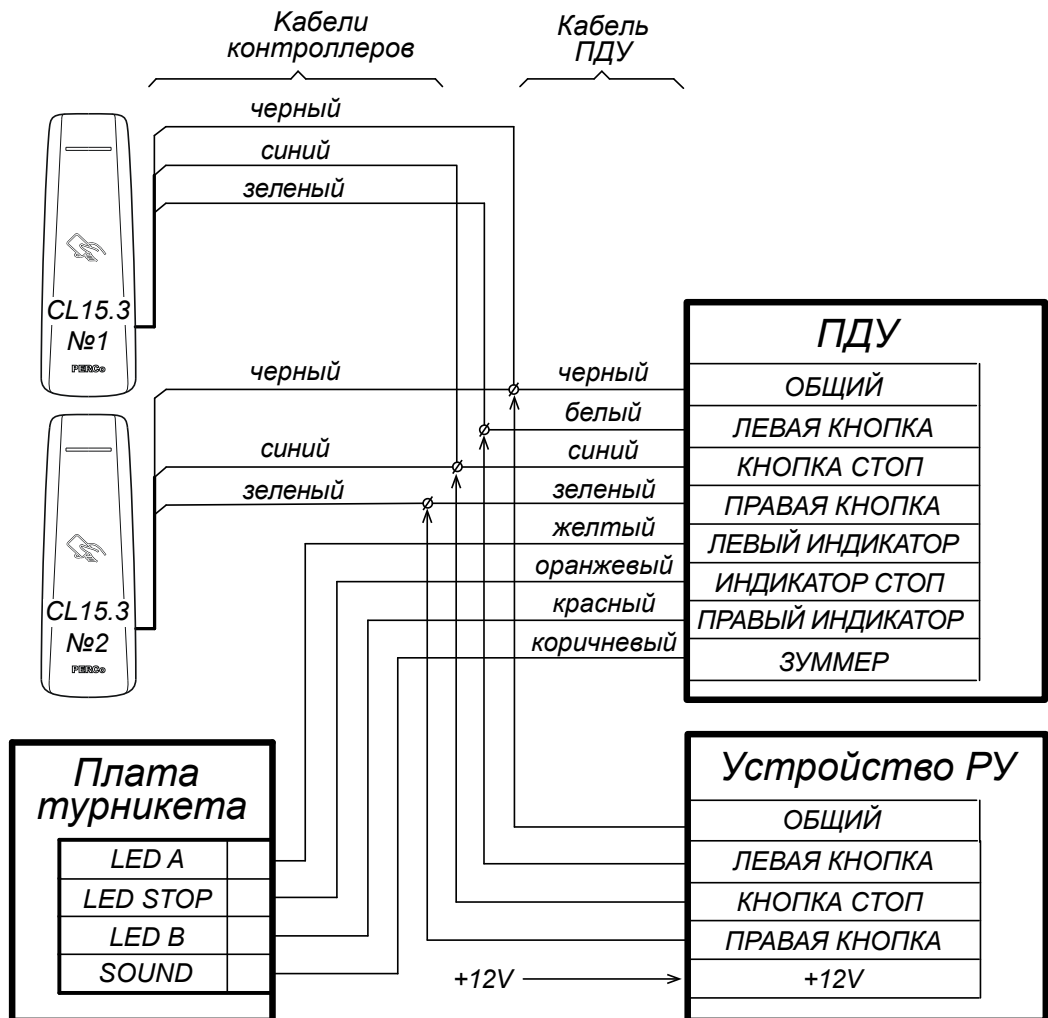 Кабели
контроллеров
Кабель
ПДУ
черный
синий
зеленый
CL15.3
№1
PERCo
черный
синий
зеленый
CL15.3
№2
PERCo
черный
белый
синий
зеленый
желтый
оранжевый
красный
коричневый
ПДУ
ОБЩИЙ
ЛЕВАЯ КНОПКА
КНОПКА СТОП
ПРАВАЯ КНОПКА
ЛЕВЫЙ ИНДИКАТОР
ИНДИКАТОР СТОП
ПРАВЫЙ ИНДИКАТОР
ЗУММЕР
Плата
турникета
LED A
LED STOP
LED B
SOUND
Устройство РУ
ОБЩИЙ
ЛЕВАЯ КНОПКА
КНОПКА СТОП
ПРАВАЯ КНОПКА
+12V
+12V